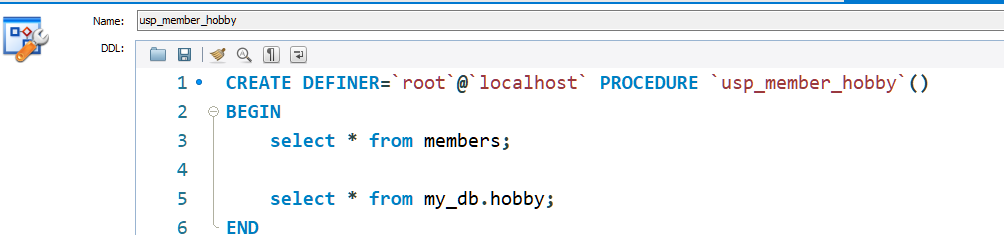 Name: usp_member_hobby
DDL:
1 CREATE DEFINER=`root`@`localhost` PROCEDURE `usp_member_hobby`()
2 BEGIN
3 select * from members;
4
5 select * from my_db.hobby;
6 END